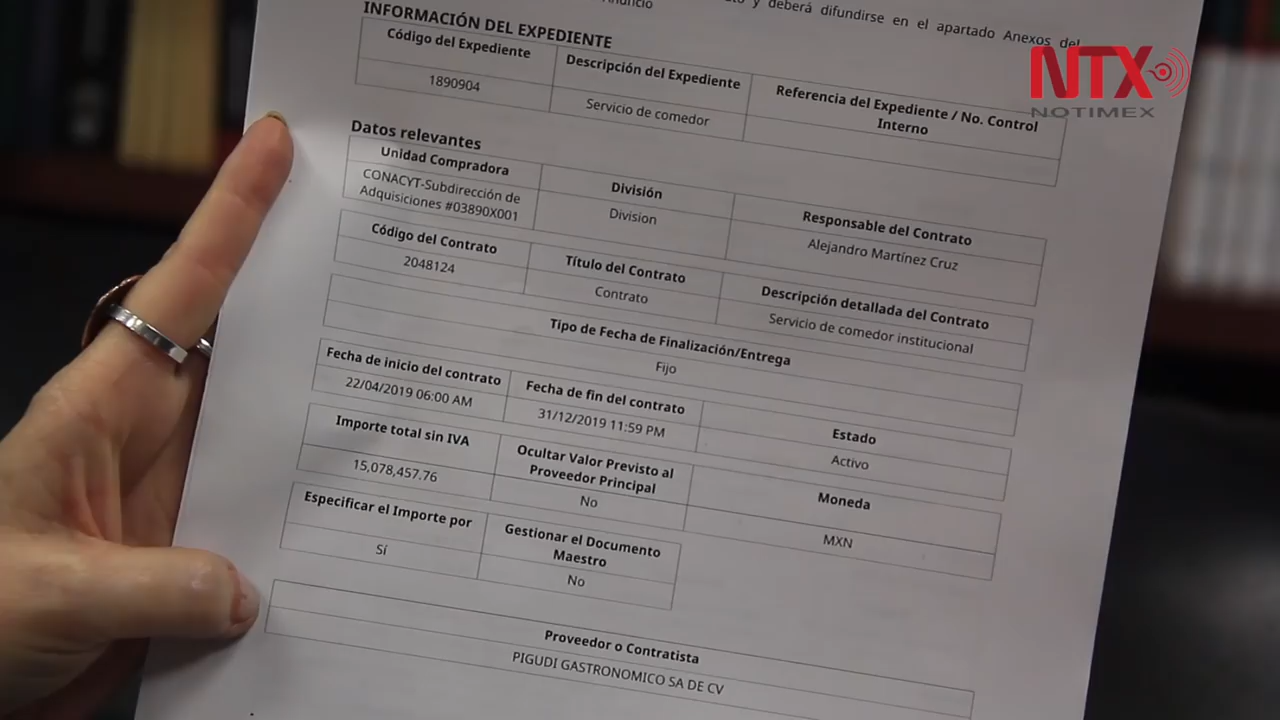 y deberá difundirse en el apartado Anexos del
Anuncio
INFORMACIÓN DEL EXPEDIENTE
Código del Expediente
Descripción del Expediente
Referencia del Expediente / No. Control
Interno
1890904
Servicio de comedor
Datos relevantes
Unidad Compradora
División
Responsable del Contrato
CONACYT-Subdirección de
Adquisiciones #03890X001
Division
Alejandro Martínez Cruz
Código del Contrato
Título del Contrato
Descripción detallada del Contrato
2048124
Contrato
Servicio de comedor institucional
Tipo de Fecha de Finalización/Entrega
Fijo
Fecha de inicio del contrato
Fecha de fin del contrato
Estado
22/04/2019 06:00 AM
31/12/2019 11:59 PM
Activo
Importe total sin IVA
Ocultar Valor Previsto al
Proveedor Principal
Moneda
15,078,457.76
No
MXN
Especificar el Importe por
Gestionar el Documento
Maestro
Sí
No
Proveedor o Contratista
PIGUDI GASTRONOMICO SA DE CV
NTX
NOTIMEX